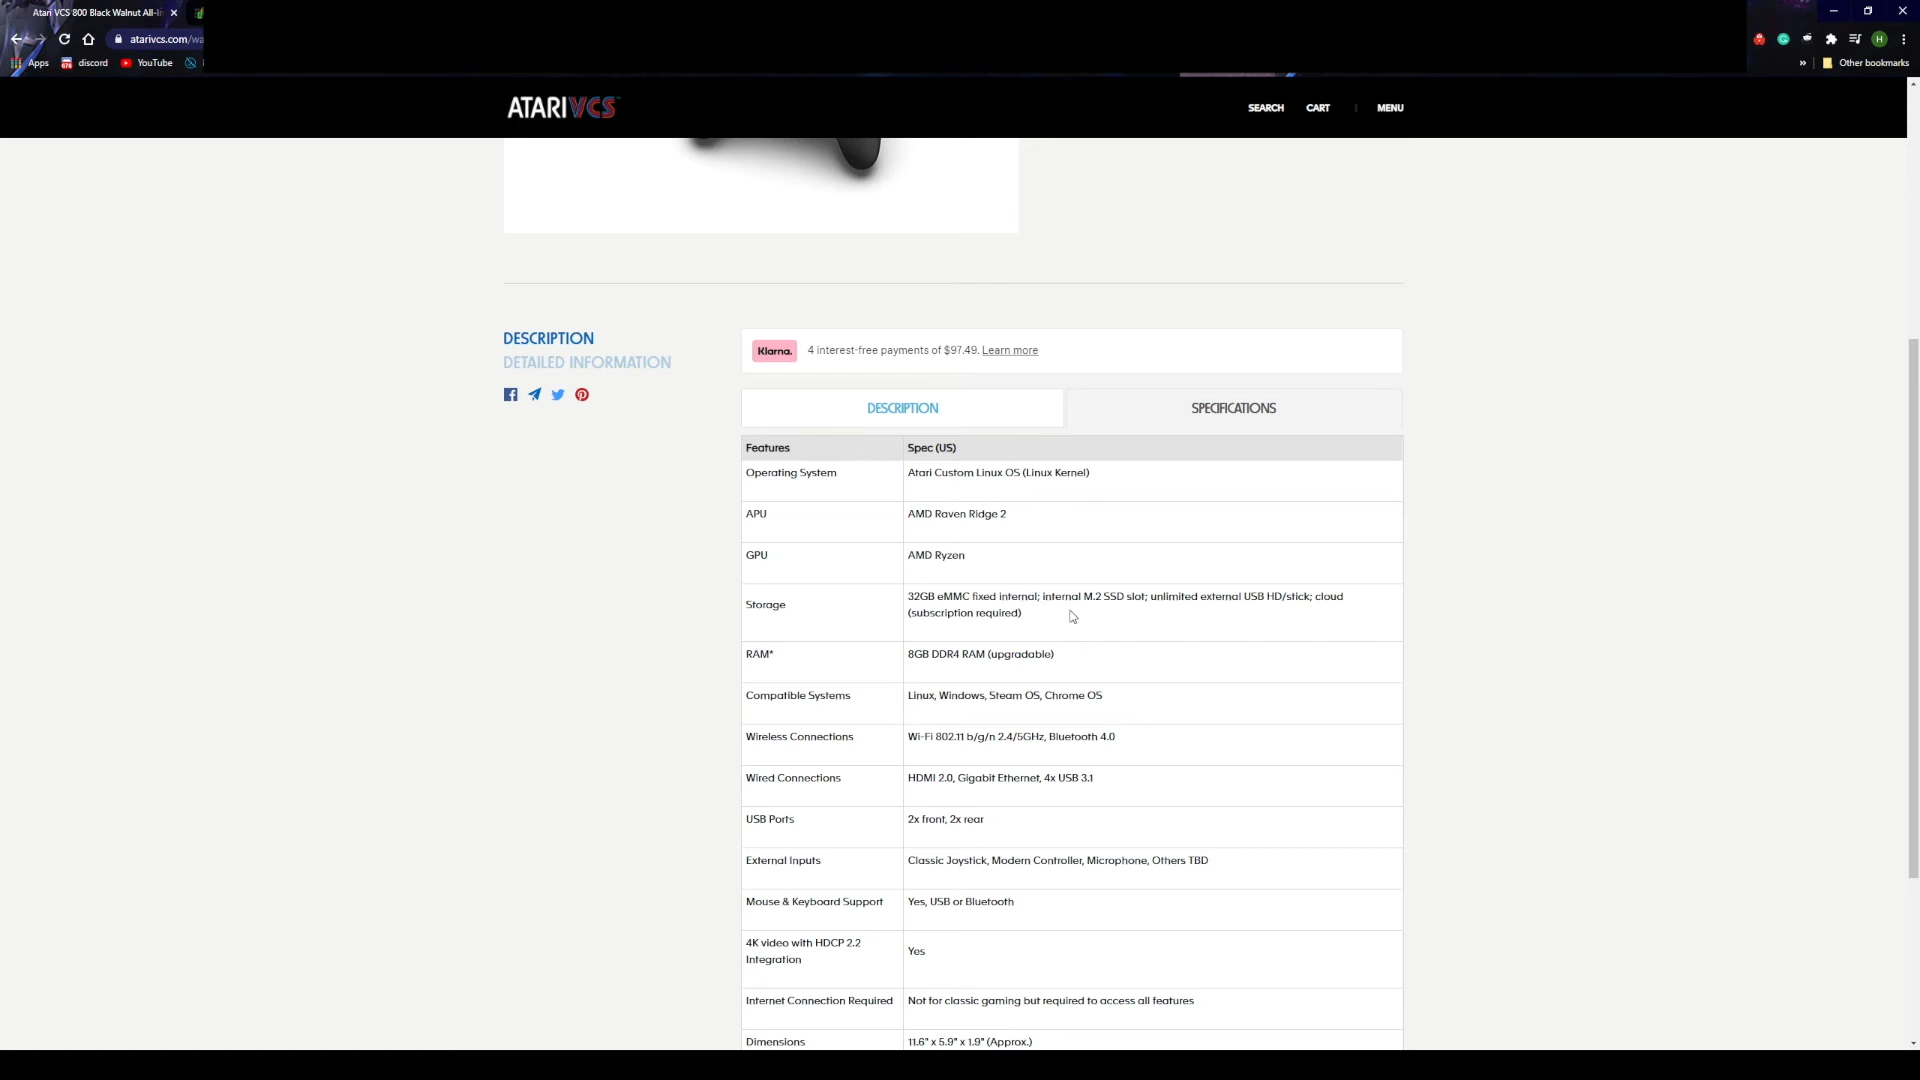 Atari VCS 800 Black Walnut All-In
atarivcs.com/wa
Apps discord YouTube
Other bookmarks
ATARI VCS
SEARCH CART MENU
DESCRIPTION
DETAILED INFORMATION
Klarna. 4 interest-free payments of $97.49. Learn more
DESCRIPTION SPECIFICATIONS
Features Spec (US)
Operating System Atari Custom Linux OS (Linux Kernel)
APU AMD Raven Ridge 2
GPU AMD Ryzen
Storage 32GB eMMC fixed internal; internal M.2 SSD slot; unlimited external USB HD/stick; cloud
(subscription required)
RAM* 8GB DDR4 RAM (upgradable)
Compatible Systems Linux, Windows, Steam OS, Chrome OS
Wireless Connections Wi-Fi 802.11 b/g/n 2.4/5GHz, Bluetooth 4.0
Wired Connections HDMI 2.0, Gigabit Ethernet, 4x USB 3.1
USB Ports 2x front, 2x rear
External Inputs Classic Joystick, Modern Controller, Microphone, Others TBD
Mouse & Keyboard Support Yes, USB or Bluetooth
4K video with HDCP 2.2
Integration Yes
Internet Connection Required Not for classic gaming but required to access all features
Dimensions 11.6" x 5.9" x 1.9" (Approx.)